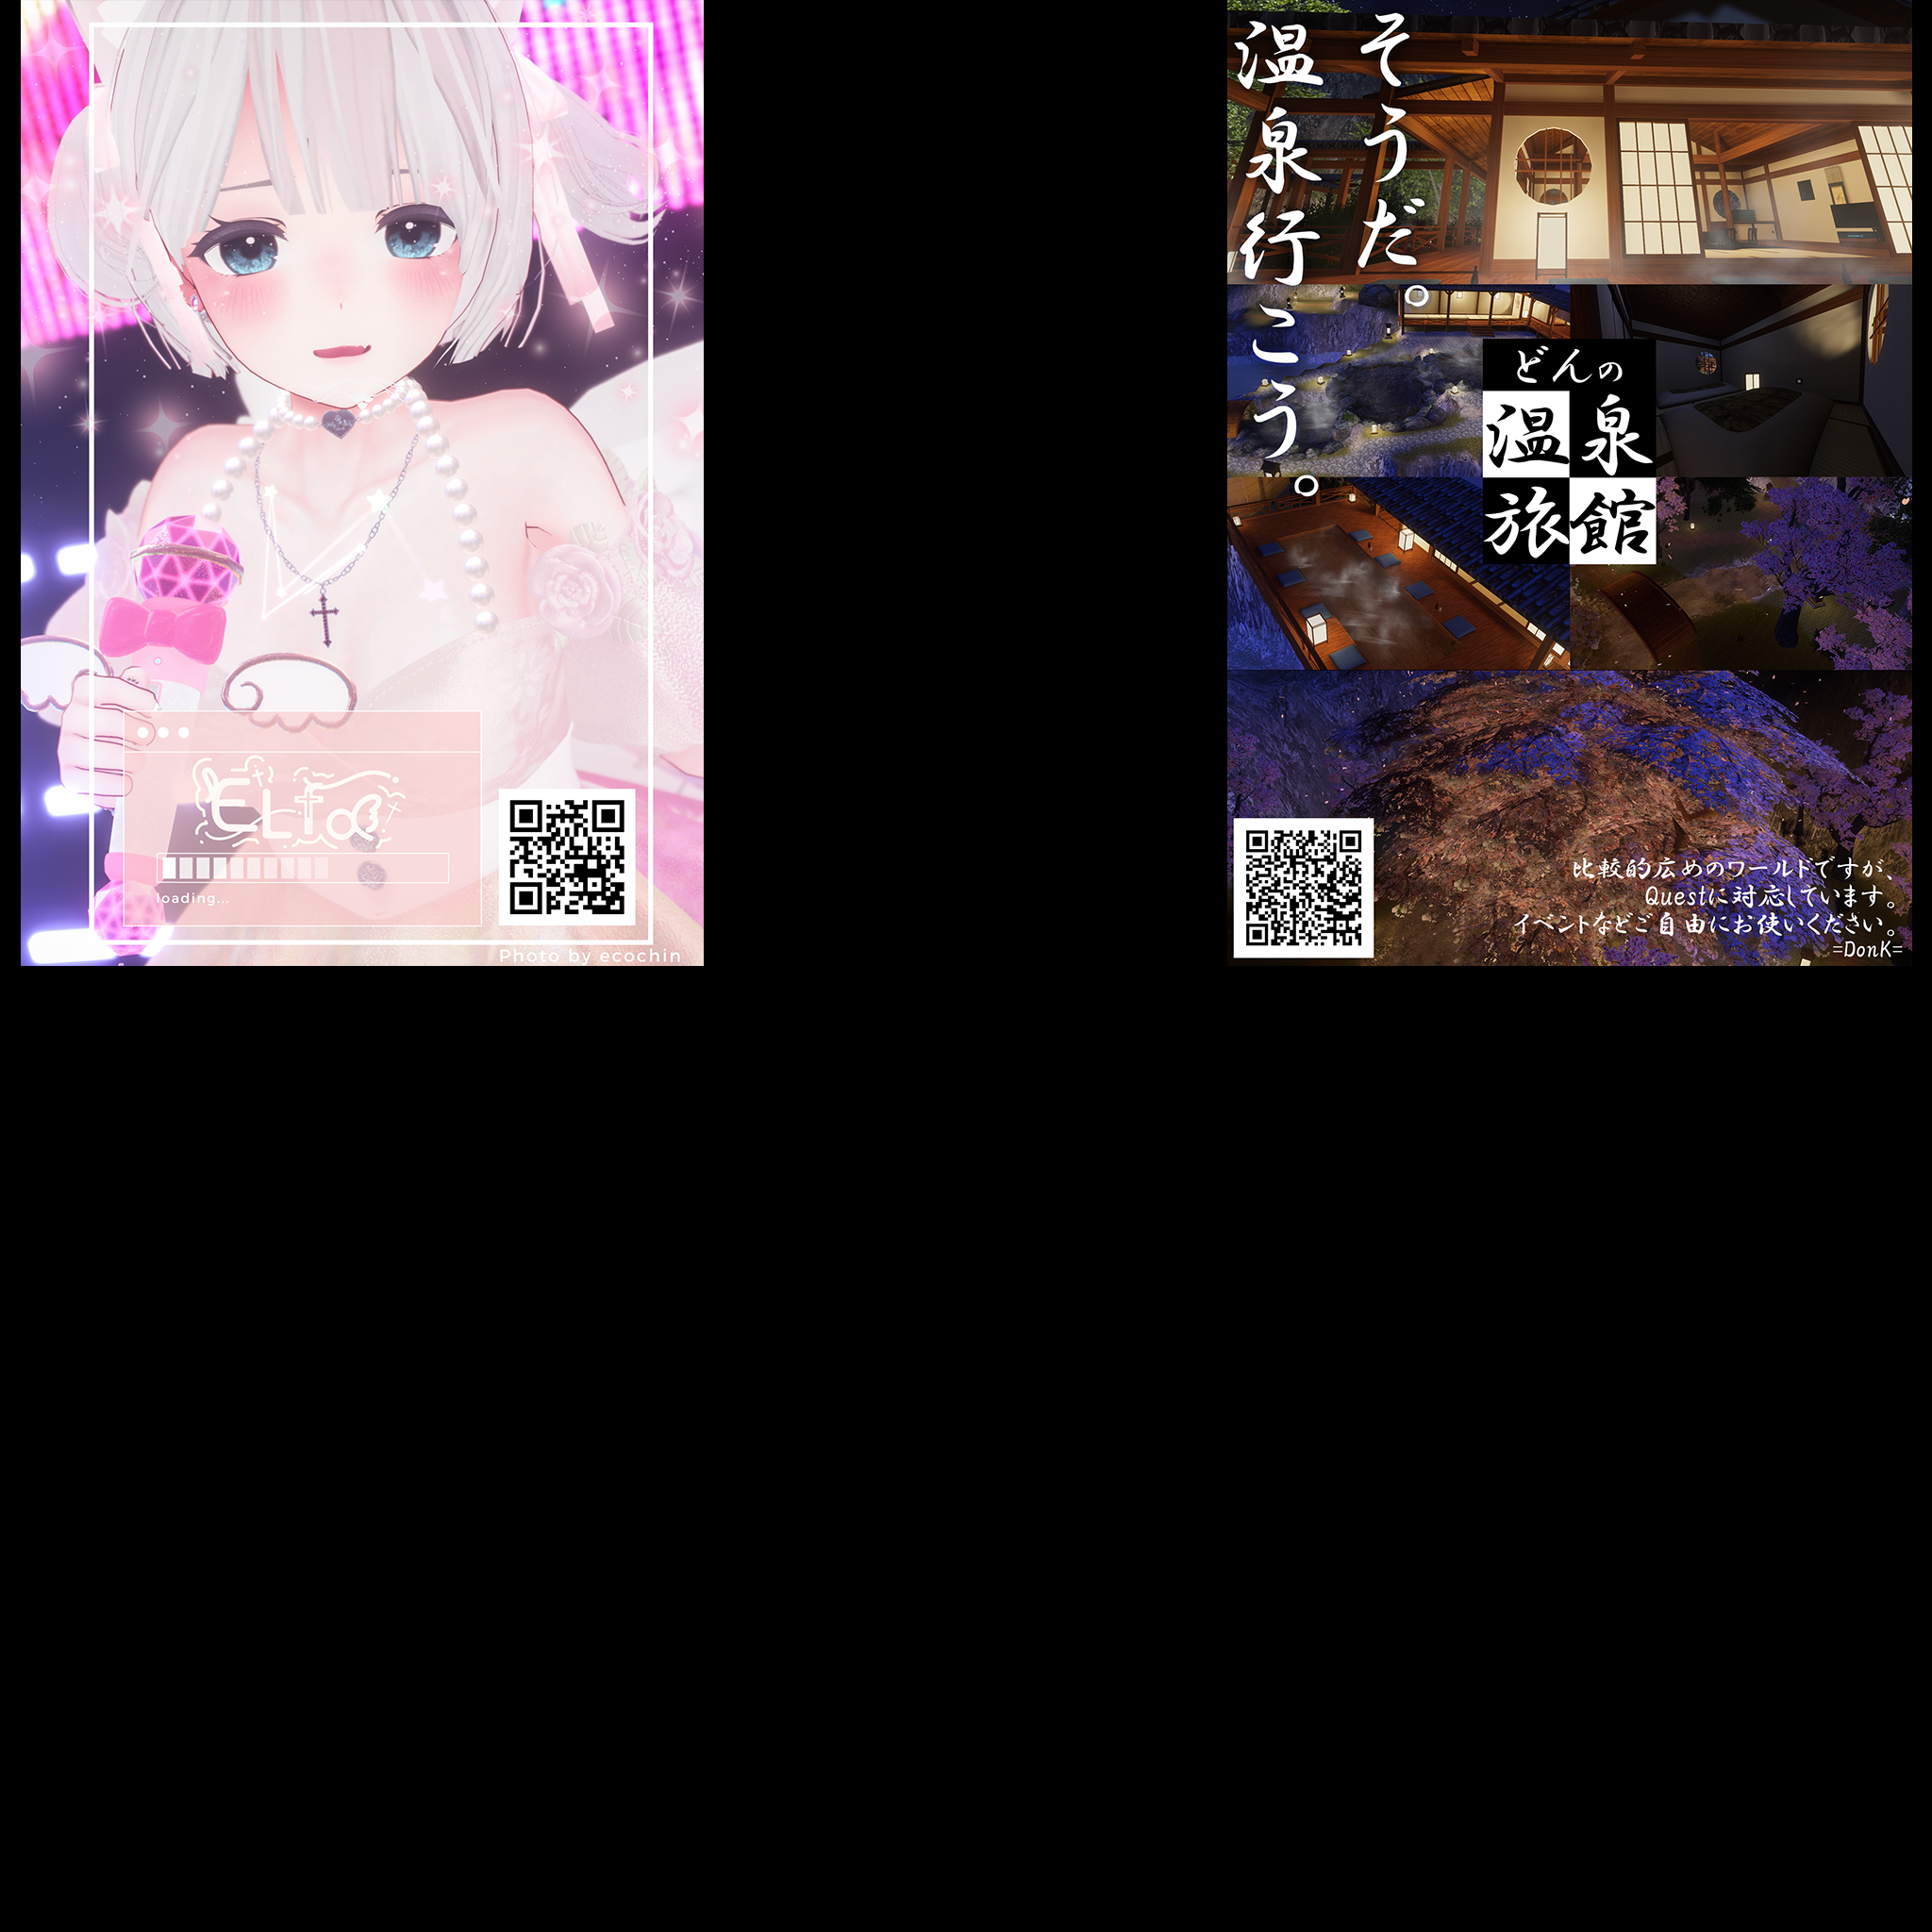 ELIα
loading...
Photo by ecochin
そうだ。
温泉行こう。
どんの
温泉
旅館
比較的広めのワールドですが、
Questに対応しています。
イベントなどご自由にお使いください。
=DonK=